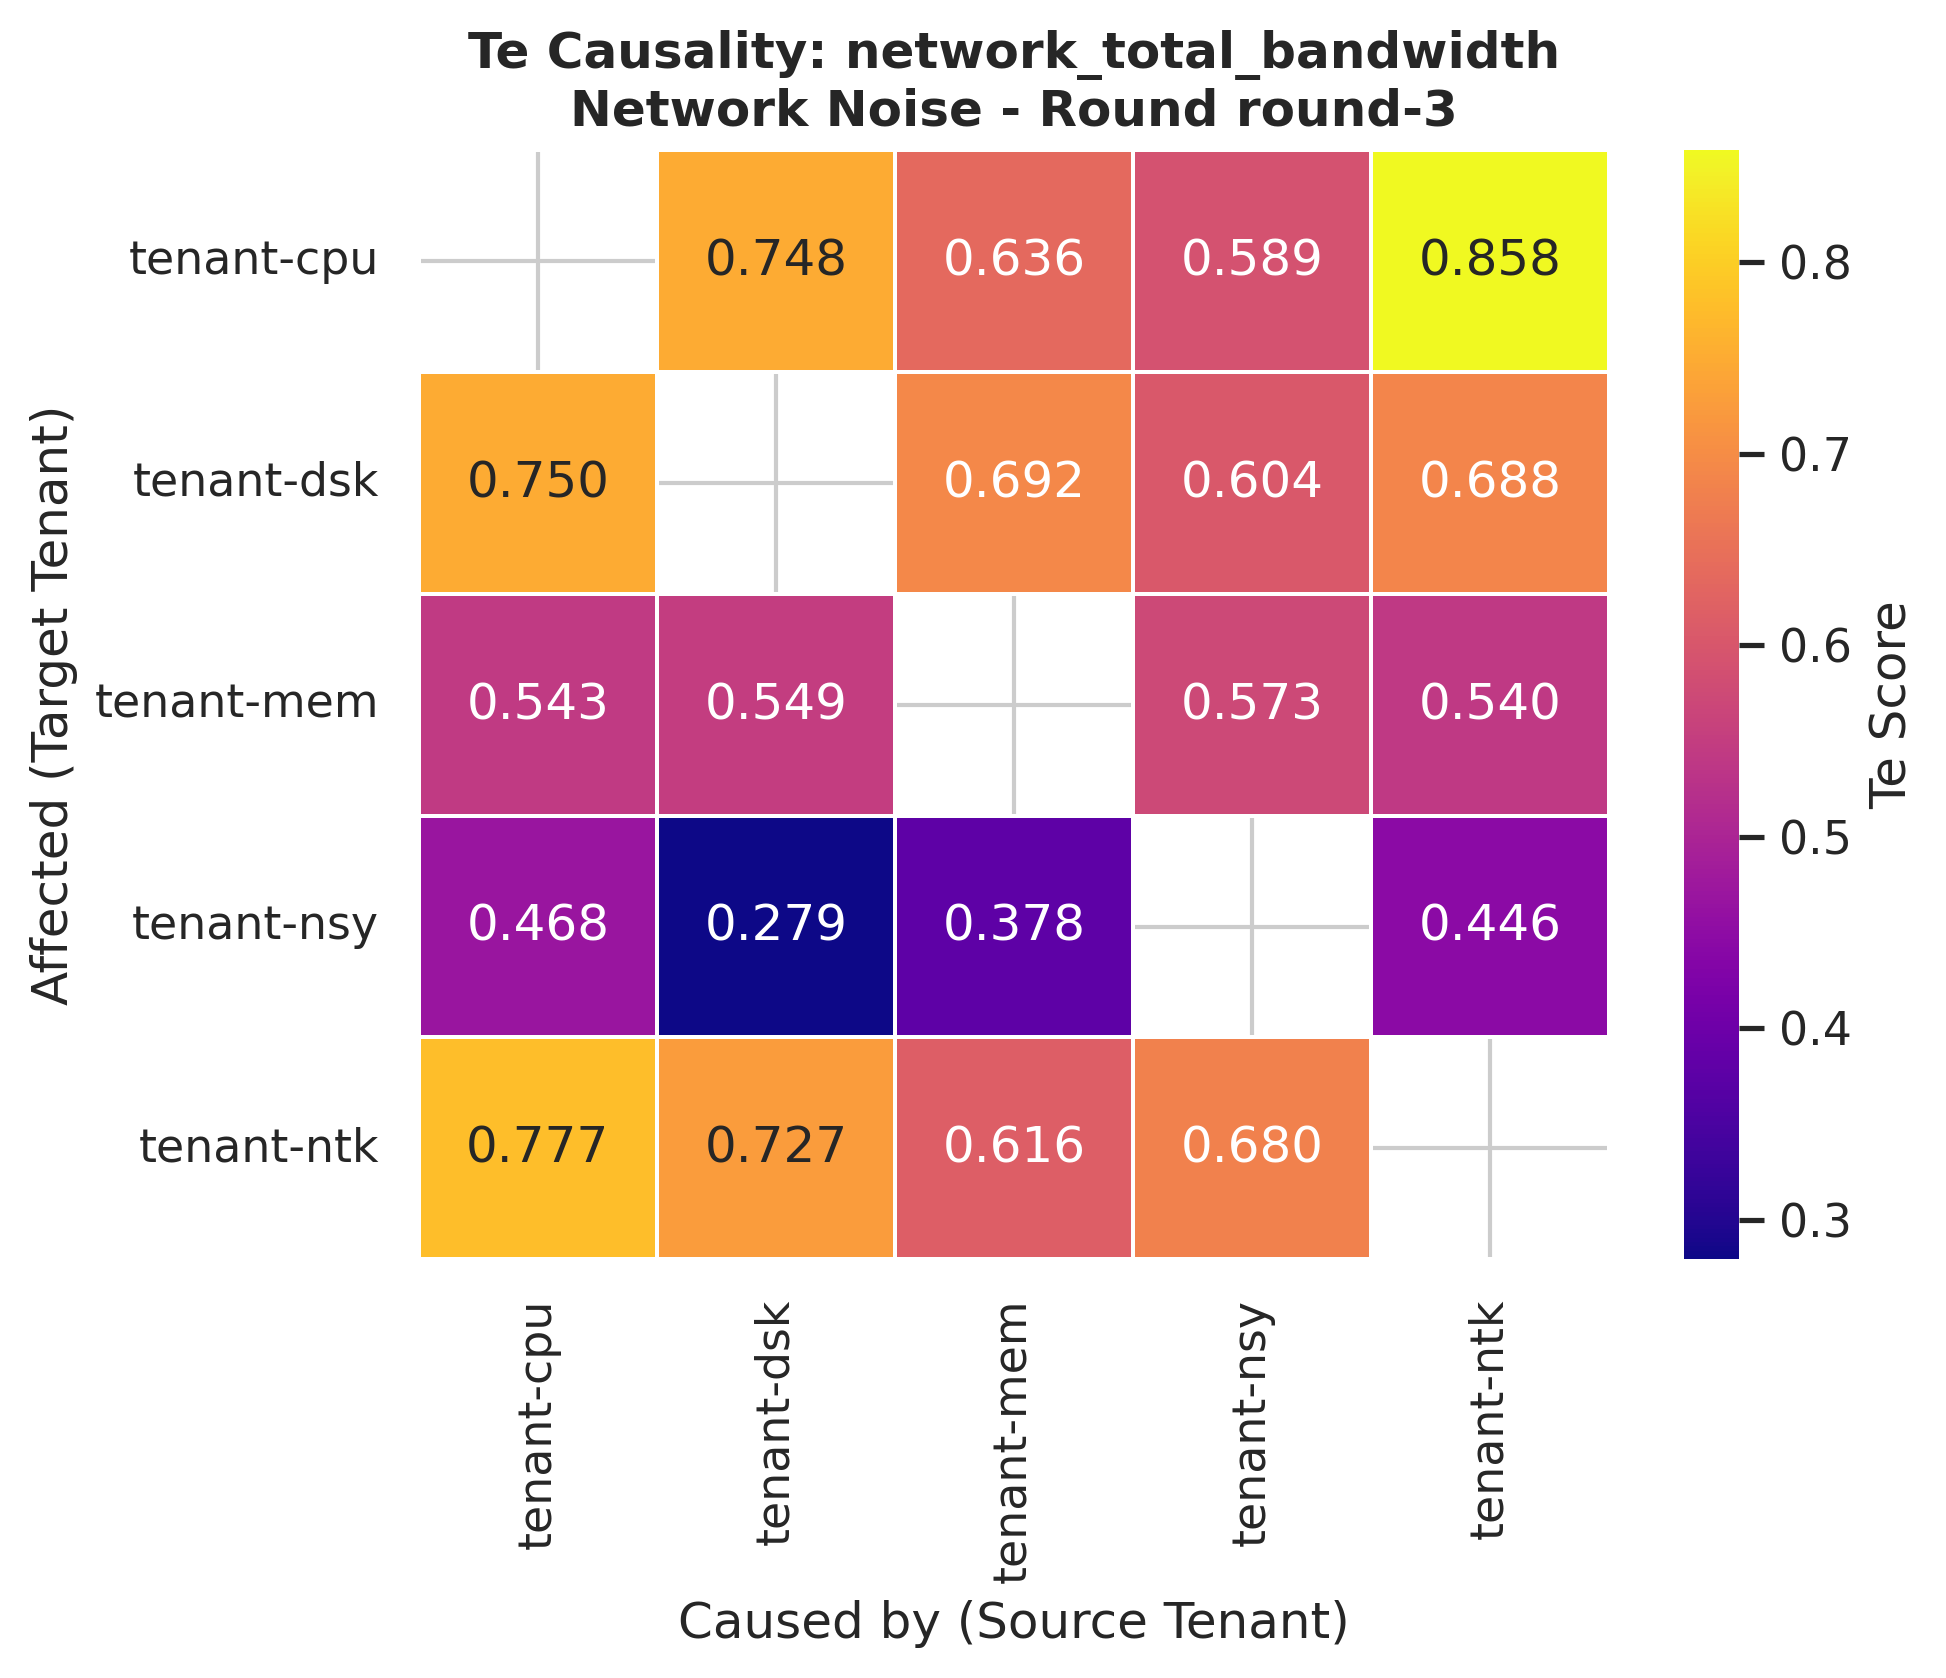 Te Causality: network_total_bandwidth
Network Noise - Round round-3
Affected (Target Tenant)
tenant-cpu 0.748 0.636 0.589 0.858
tenant-dsk 0.750 0.692 0.604 0.688
tenant-mem 0.543 0.549 0.573 0.540
tenant-nsy 0.468 0.279 0.378 0.446
tenant-ntk 0.777 0.727 0.616 0.680
tenant-cpu
tenant-dsk
tenant-mem
tenant-nsy
tenant-ntk
Caused by (Source Tenant)
0.8
0.7
0.6
0.5
0.4
0.3
Te Score